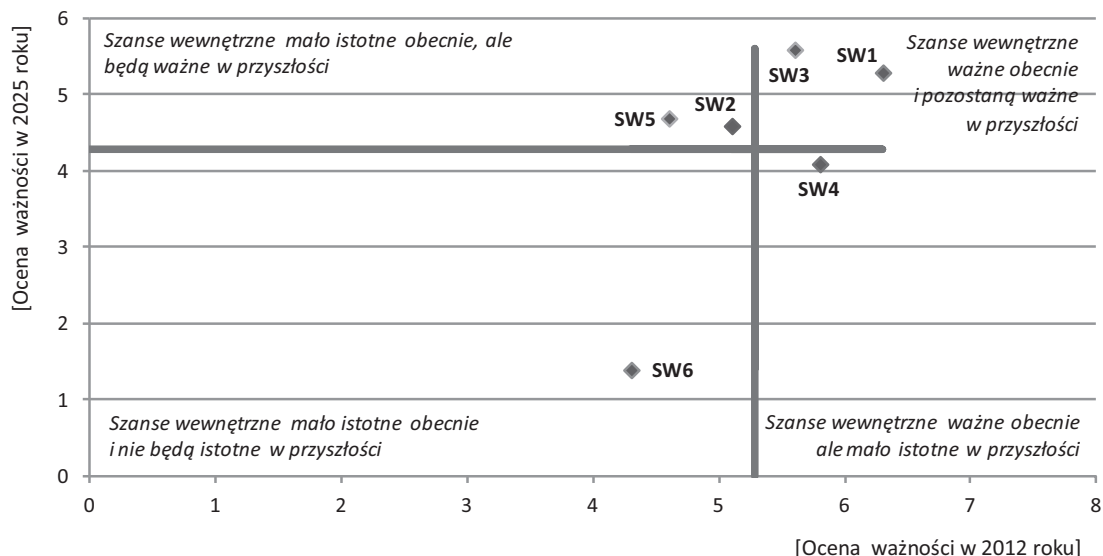 [Ocena ważności w 2025 roku]
6
5
4
3
2
1
0
Szanse wewnętrzne mało istotne obecnie, ale
będą ważne w przyszłości
Szanse wewnętrzne
ważne obecnie
i pozostaną ważne
w przyszłości
SW1
SW3
SW2
SW5
SW4
SW6
Szanse wewnętrzne mało istotne obecnie
i nie będą istotne w przyszłości
Szanse wewnętrzne ważne obecnie
ale mało istotne w przyszłości
0 1 2 3 4 5 6 7 8
[Ocena ważności w 2012 roku]